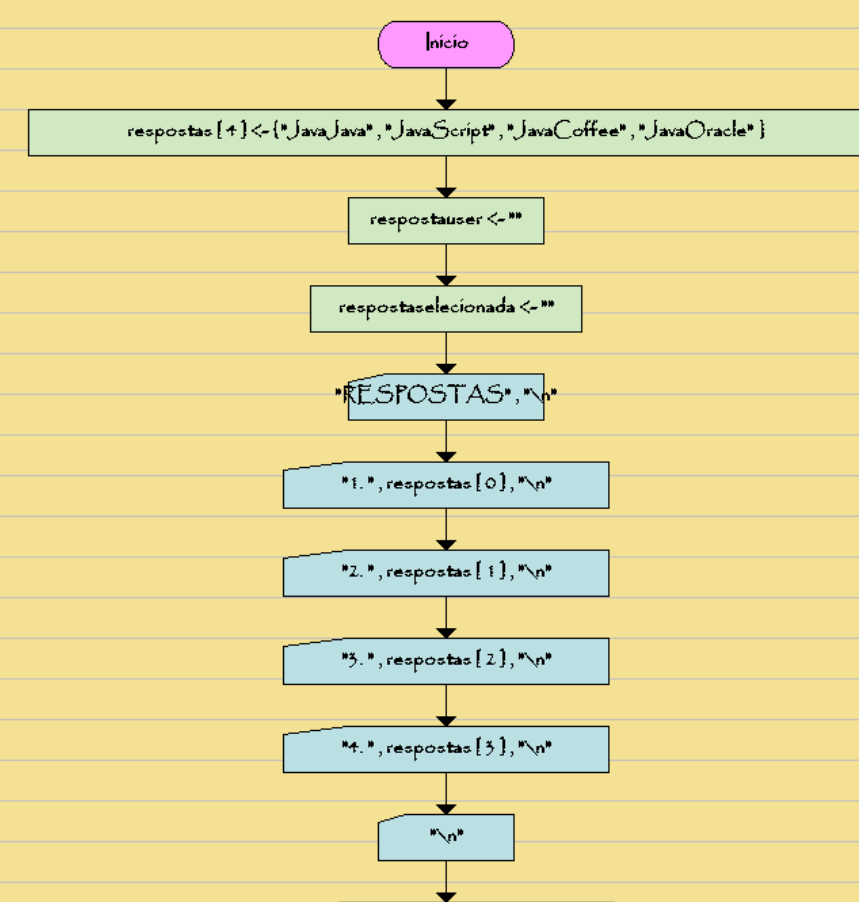 Inicio
respostas [4]<-{"JavaJava","JavaScript","JavaCoffee","JavaOracle"}
respostauser <-""
respostaselecionada <-""
"RESPOSTAS","\n"
"1. ", respostas [0],"\n"
"2. ", respostas [1],"\n"
"3. ", respostas [2],"\n"
"4. ", respostas [3],"\n"
"\n"